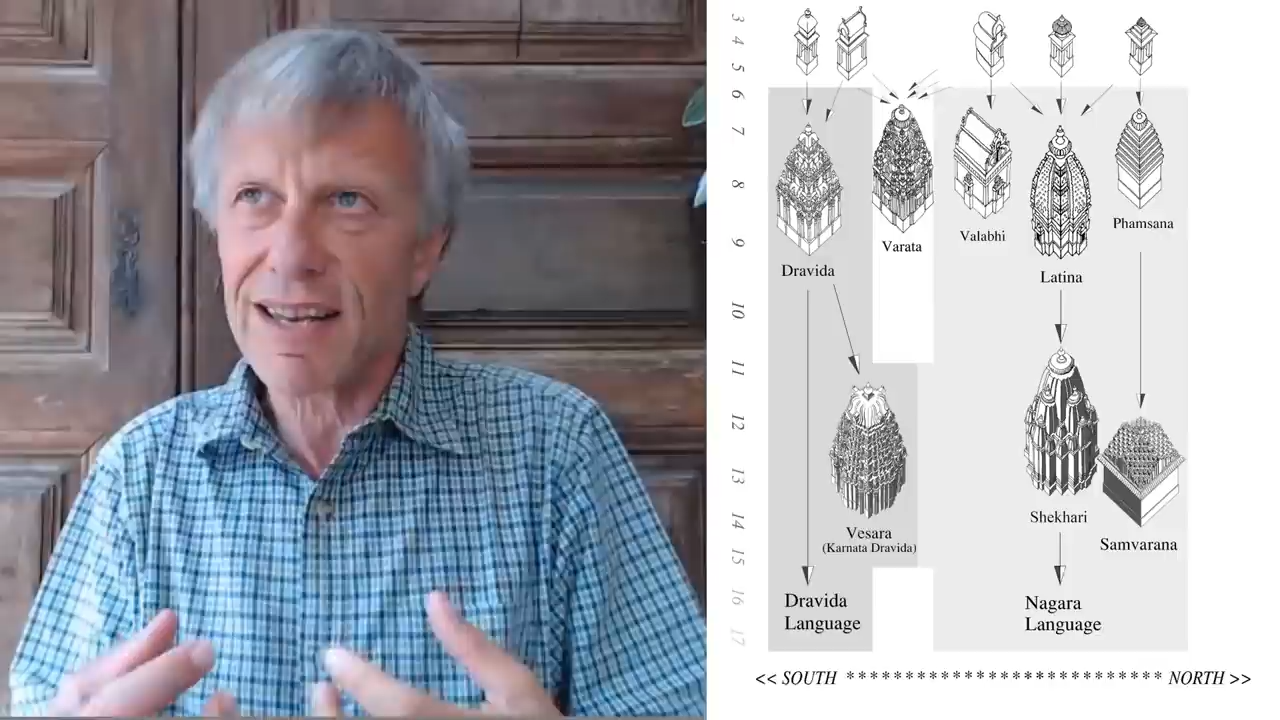 3
4
5
6
7
8
9
10
11
12
13
14
15
16
17
Dravida
Varata
Valabhi
Latina
Phamsana
Vesara
(Karnata Dravida)
Shekhari
Samvarana
Dravida
Language
Nagara
Language
<< SOUTH *************************** NORTH >>